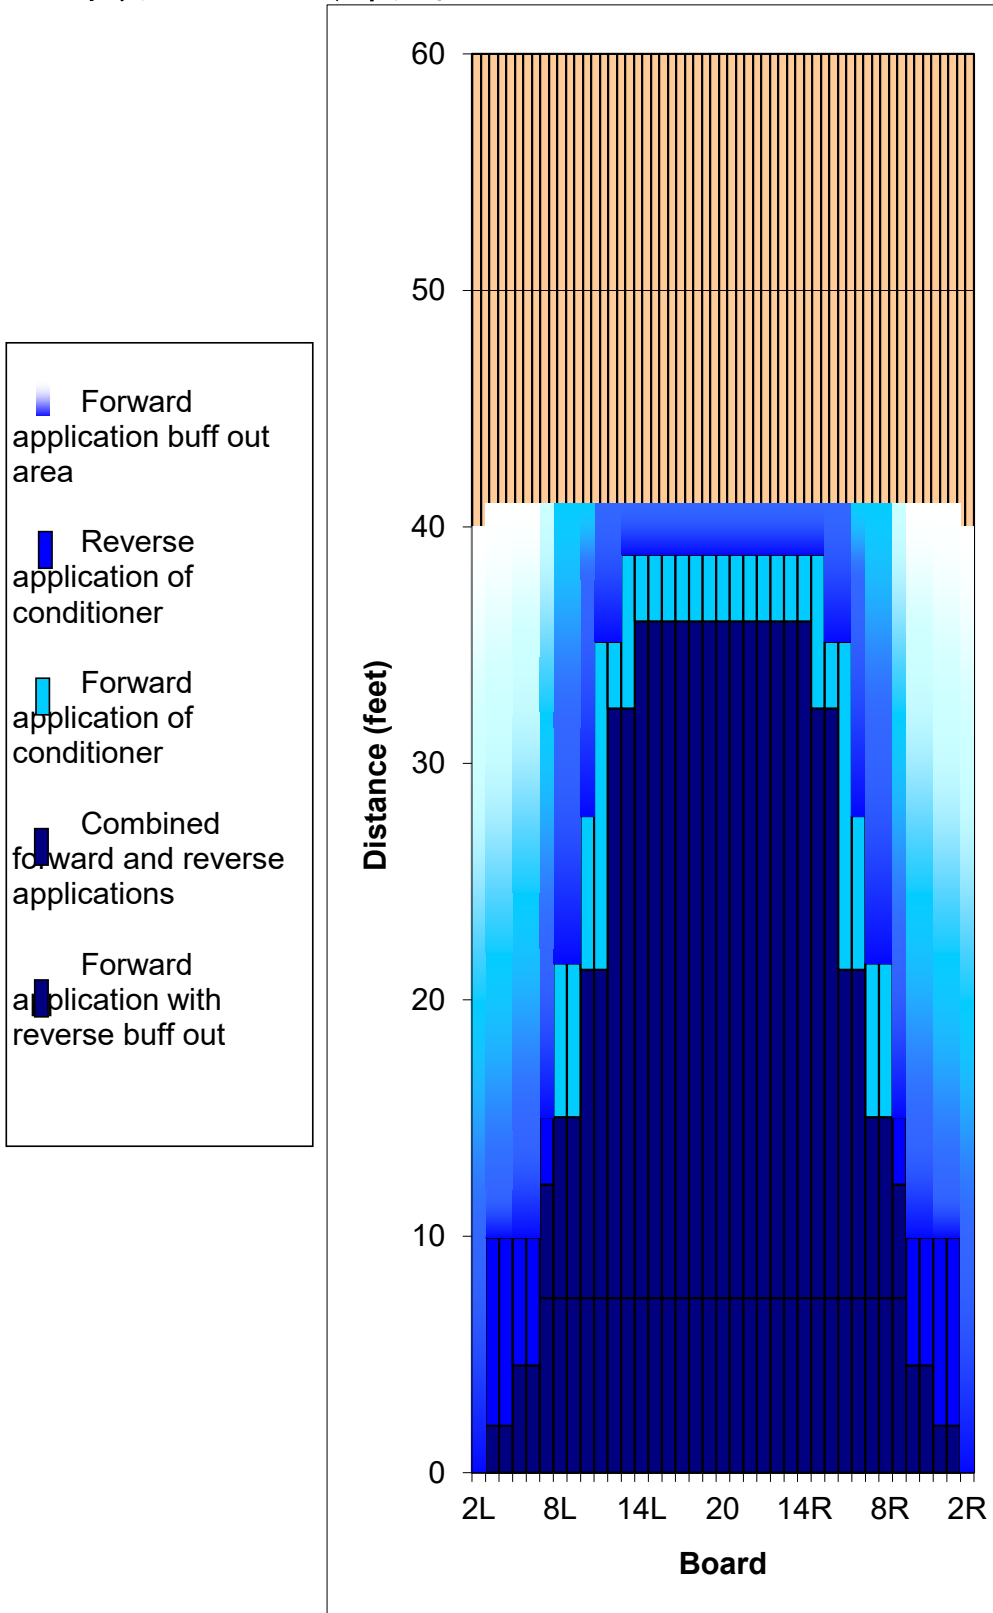 Forward
application buff out
area
Reverse
application of
conditioner
Forward
application of
conditioner
Combined
forward and reverse
applications
Forward
application with
reverse buff out
60
50
40
30
20
10
0
Distance (feet)
2L 8L 14L 20 14R 8R 2R
Board